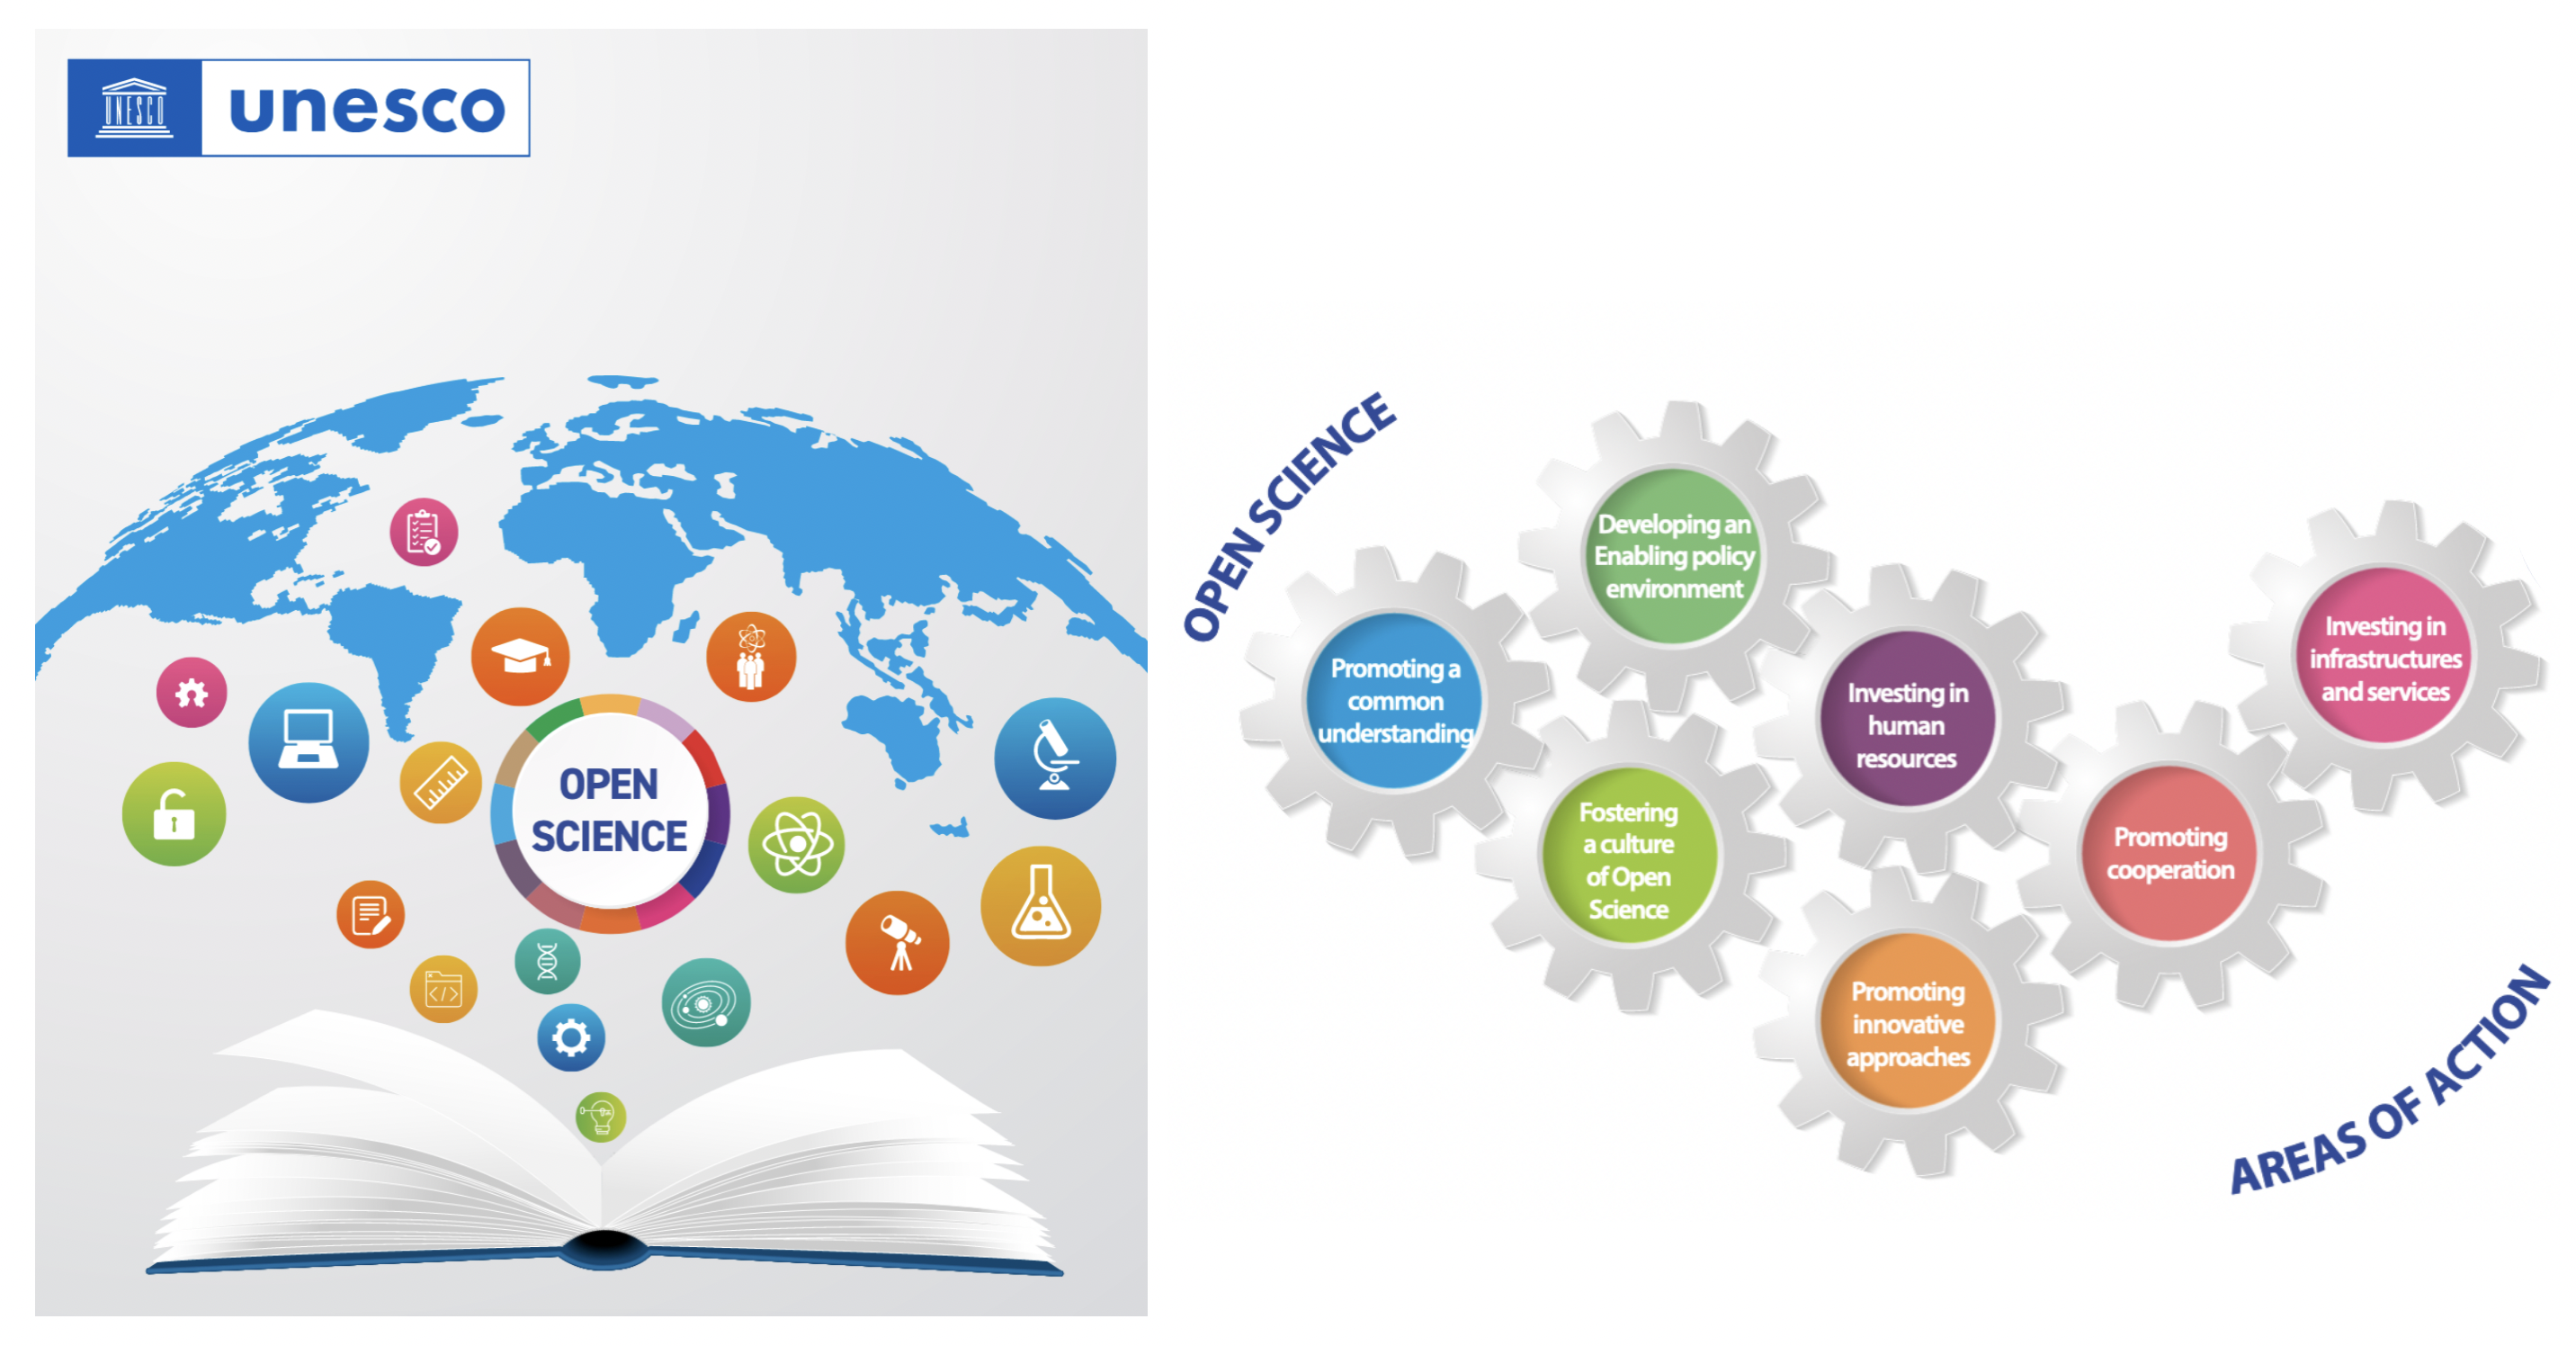 UNESCO
unesco
OPEN
SCIENCE
</>
OPEN SCIENCE
Developing an
Enabling policy
environment
Promoting a
common
understanding
Investing in
human
resources
Investing in
infrastructures
and services
Fostering
a culture
of Open
Science
Promoting
cooperation
Promoting
innovative
approaches
AREAS OF ACTION